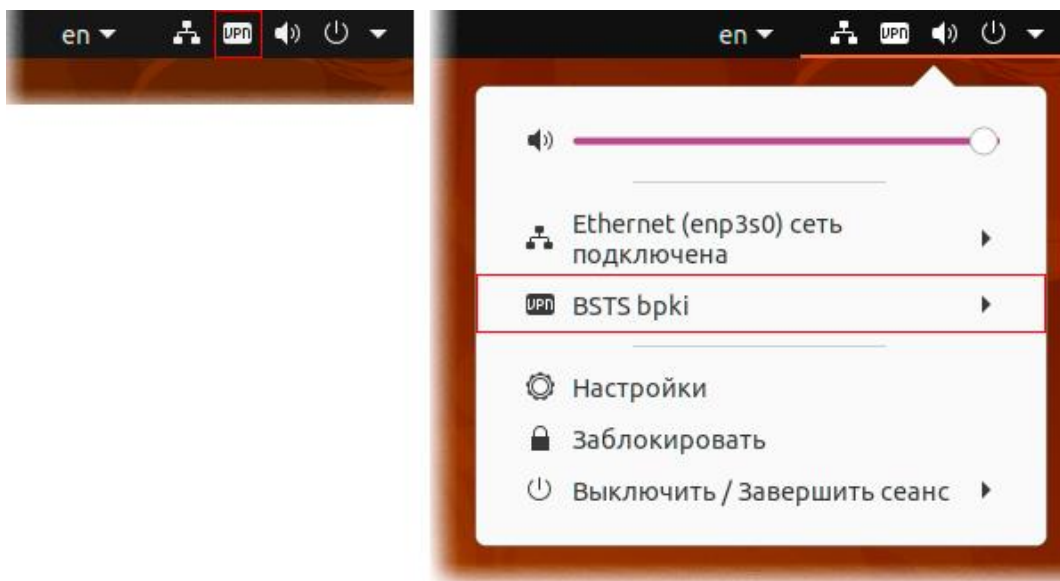 en
VPN
en
VPN
Ethernet (enp3s0) сеть
подключена
VPN BSTS bpki
Настройки
Заблокировать
Выключить / Завершить сеанс